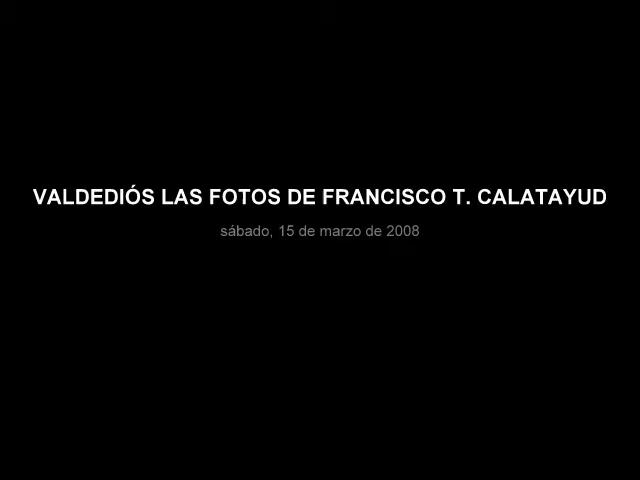 VALDEDIÓS LAS FOTOS DE FRANCISCO T. CALATAYUD
sábado, 15 de marzo de 2008